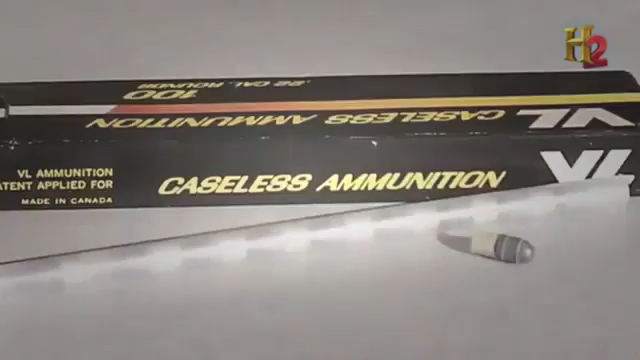 H2
.22 CAL. ROUNDS
100
CASELESS AMMUNITION
VL
VL AMMUNITION
ATENT APPLIED FOR
MADE IN CANADA
CASELESS AMMUNITION
VL